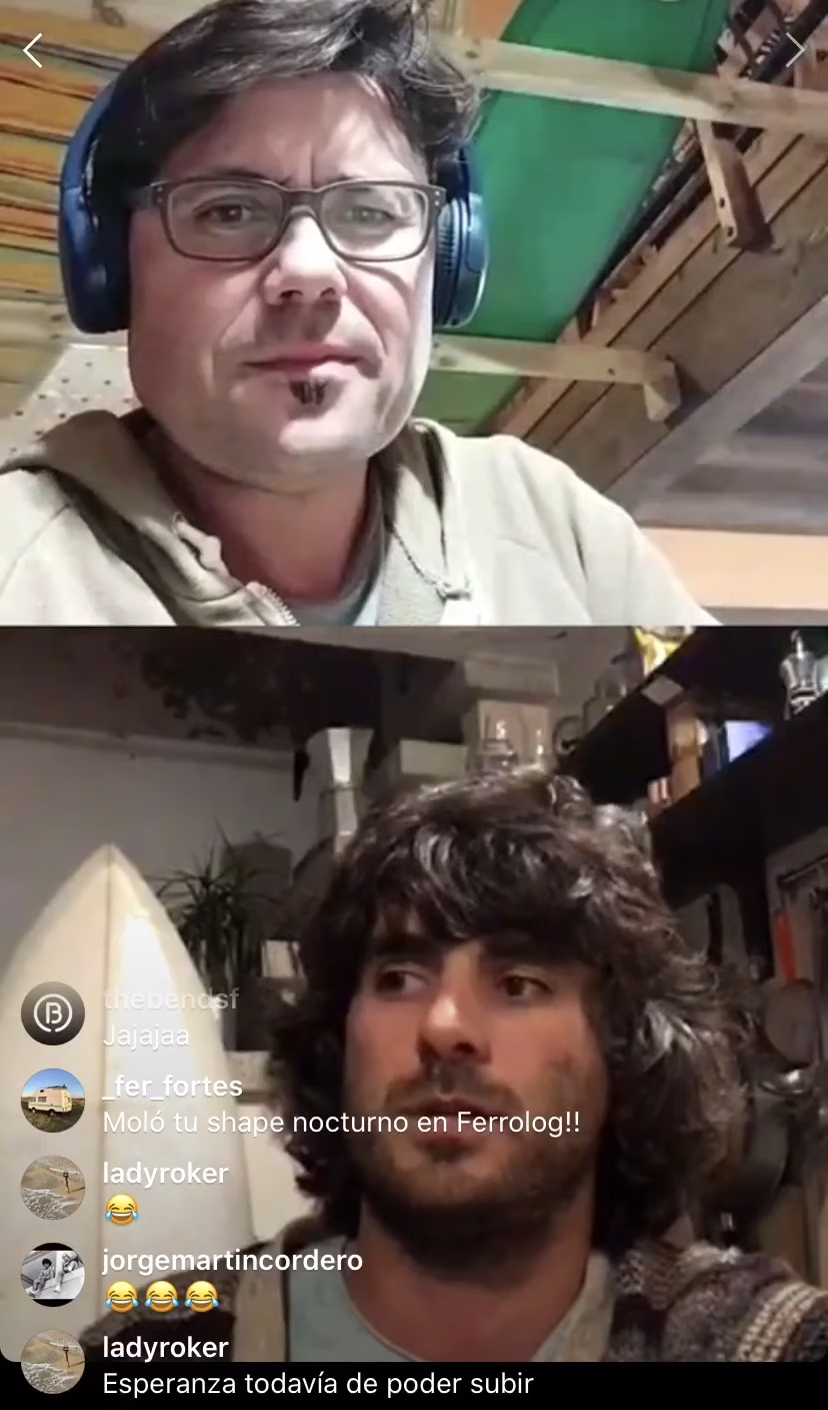 thebendsf
Jajajaa
_fer_fortes
Moló tu shape nocturno en Ferrolog!!
ladyroker
😂
jorgemartincordero
😂😂😂
ladyroker
Esperanza todavía de poder subir